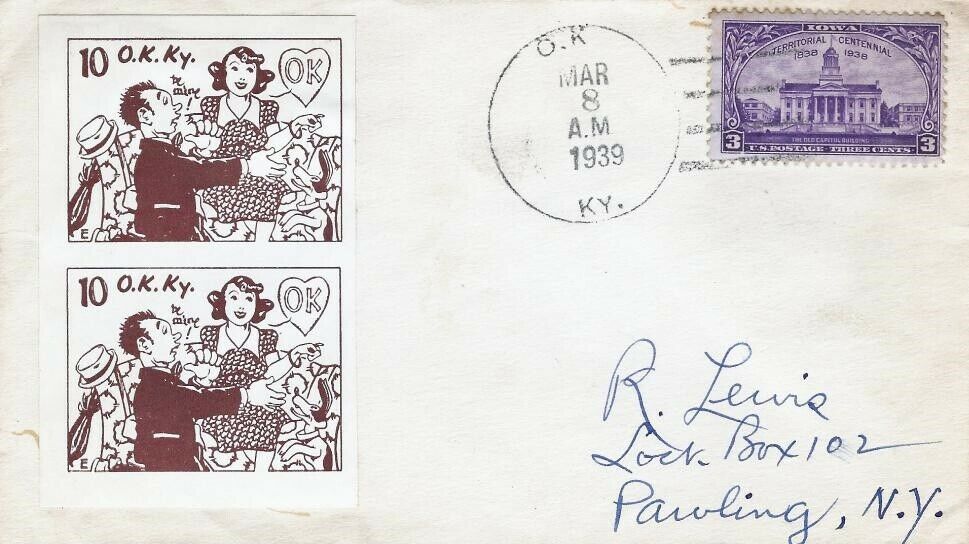 10 O.K. Ky.
be
mine!
OK
E
10 O.K. Ky.
be
mine!
OK
E
O.K
MAR
8
A.M
1939
KY.
IOWA
TERRITORIAL CENTENNIAL
1838 1938
THE OLD CAPITOL BUILDING
3 U.S. POSTAGE THREE CENTS 3
R. Lewis
Lock Box 102
Pawling, N.Y.